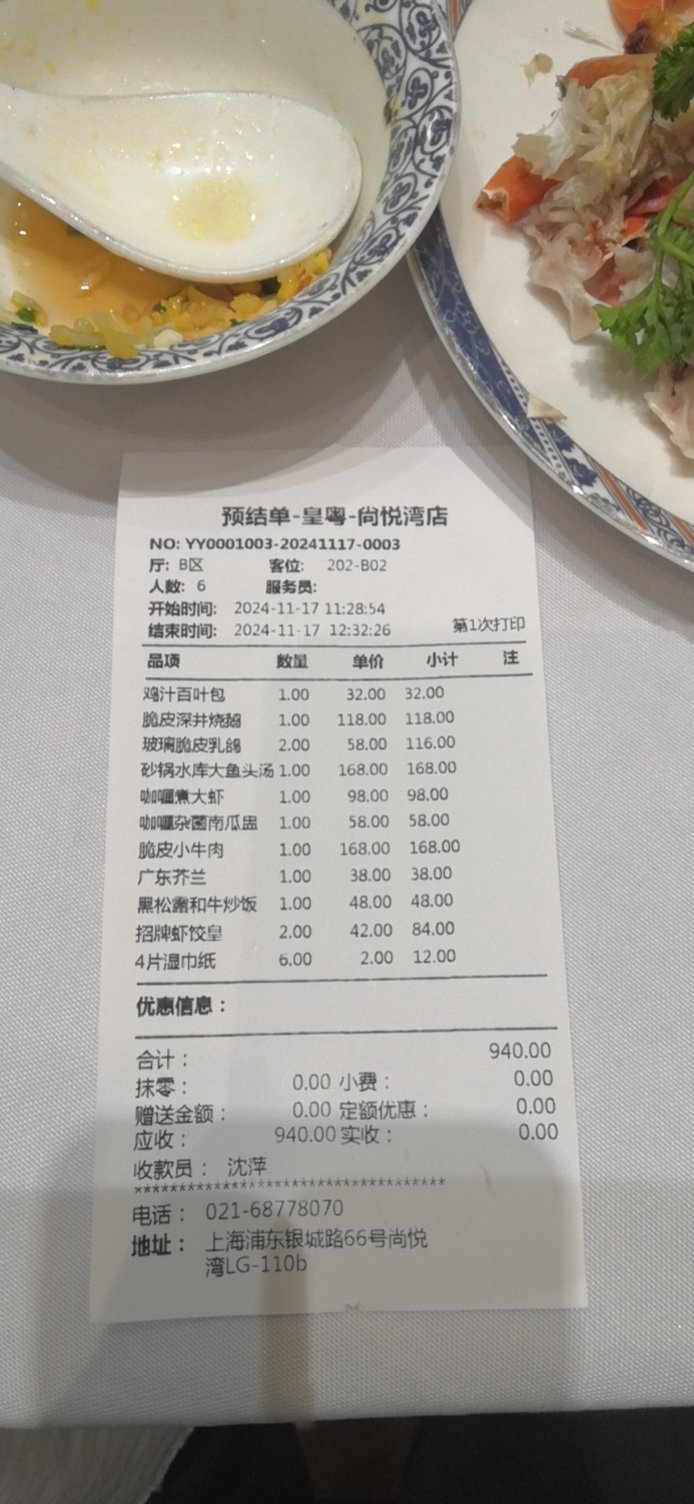 预结单-皇粤-尚悦湾店
NO: YY0001003-20241117-0003
厅: B区 客位: 202-B02
人数: 6 服务员:
开始时间: 2024-11-17 11:28:54
结束时间: 2024-11-17 12:32:26 第1次打印
品项 数量 单价 小计 注
鸡汁百叶包 1.00 32.00 32.00
脆皮深井烧鹅 1.00 118.00 118.00
玻璃脆皮乳鸽 2.00 58.00 116.00
砂锅水库大鱼头汤 1.00 168.00 168.00
咖喱煮大虾 1.00 98.00 98.00
咖喱杂菌南瓜盅 1.00 58.00 58.00
脆皮小牛肉 1.00 168.00 168.00
广东芥兰 1.00 38.00 38.00
黑松露和牛炒饭 1.00 48.00 48.00
招牌虾饺皇 2.00 42.00 84.00
4片湿巾纸 6.00 2.00 12.00
优惠信息：
合计： 940.00
抹零： 0.00 小费： 0.00
赠送金额： 0.00 定额优惠： 0.00
应收： 940.00 实收： 0.00
收款员： 沈萍
**********************************
电话： 021-68778070
地址： 上海浦东银城路66号尚悦
湾LG-110b